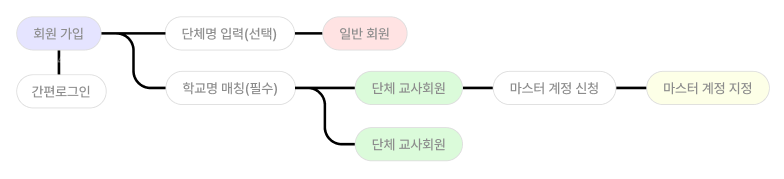 회원 가입
단체명 입력(선택)
일반 회원
간편로그인
학교명 매칭(필수)
단체 교사회원
마스터 계정 신청
마스터 계정 지정
단체 교사회원